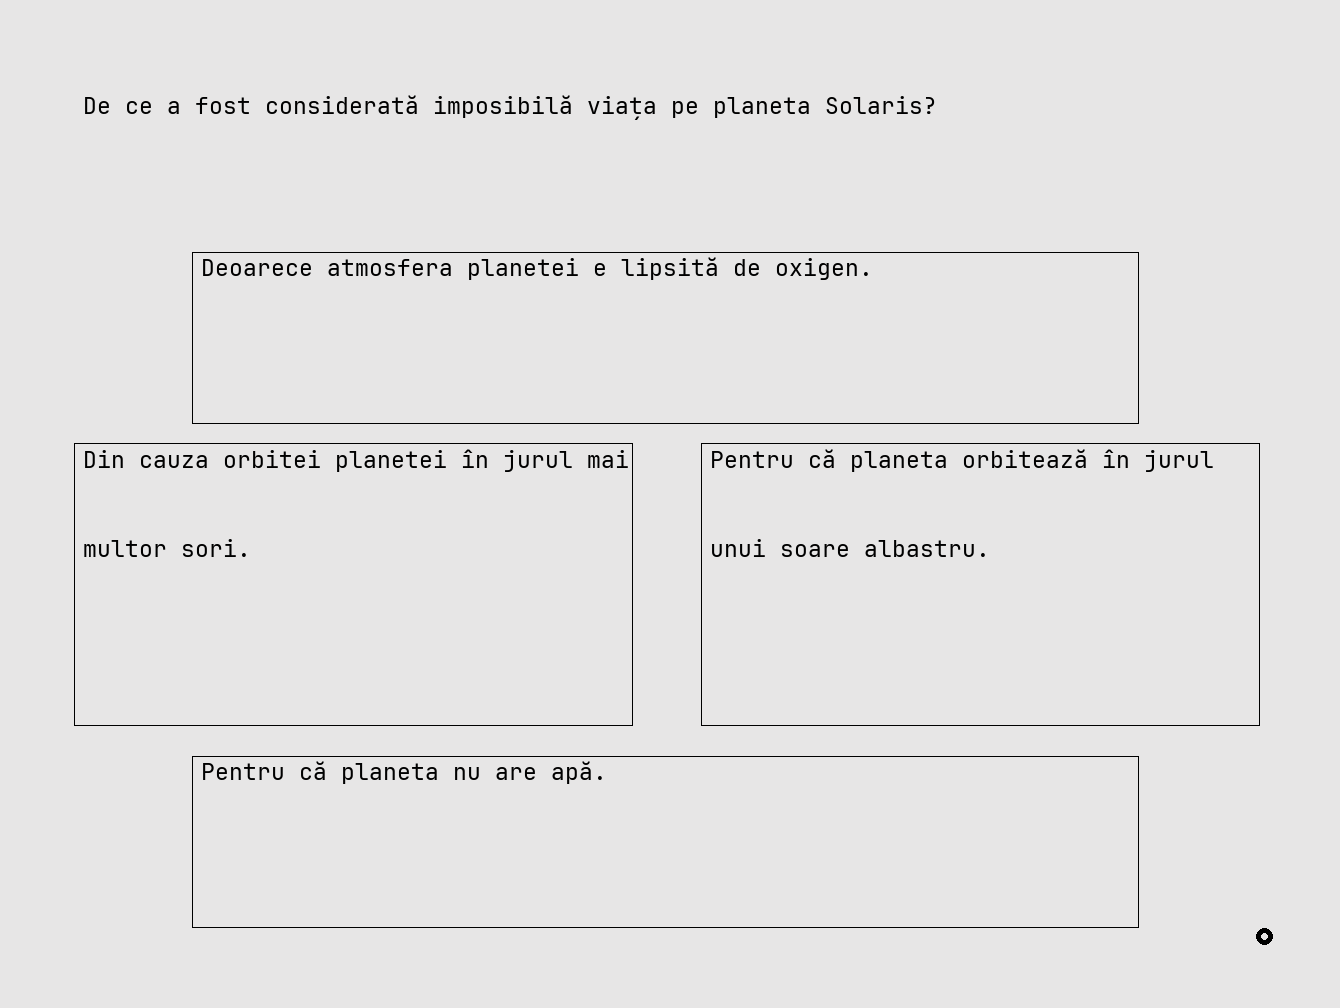 De ce a fost considerată imposibilă viața pe planeta Solaris?
Deoarece atmosfera planetei e lipsită de oxigen.
Din cauza orbitei planetei în jurul mai
multor sori.
Pentru că planeta orbitează în jurul
unui soare albastru.
Pentru că planeta nu are apă.